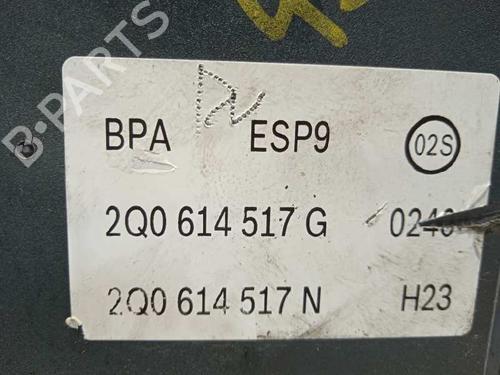 B-PARTS
BPA ESP9 02S
2Q0 614 517 G
2Q0 614 517 N H23